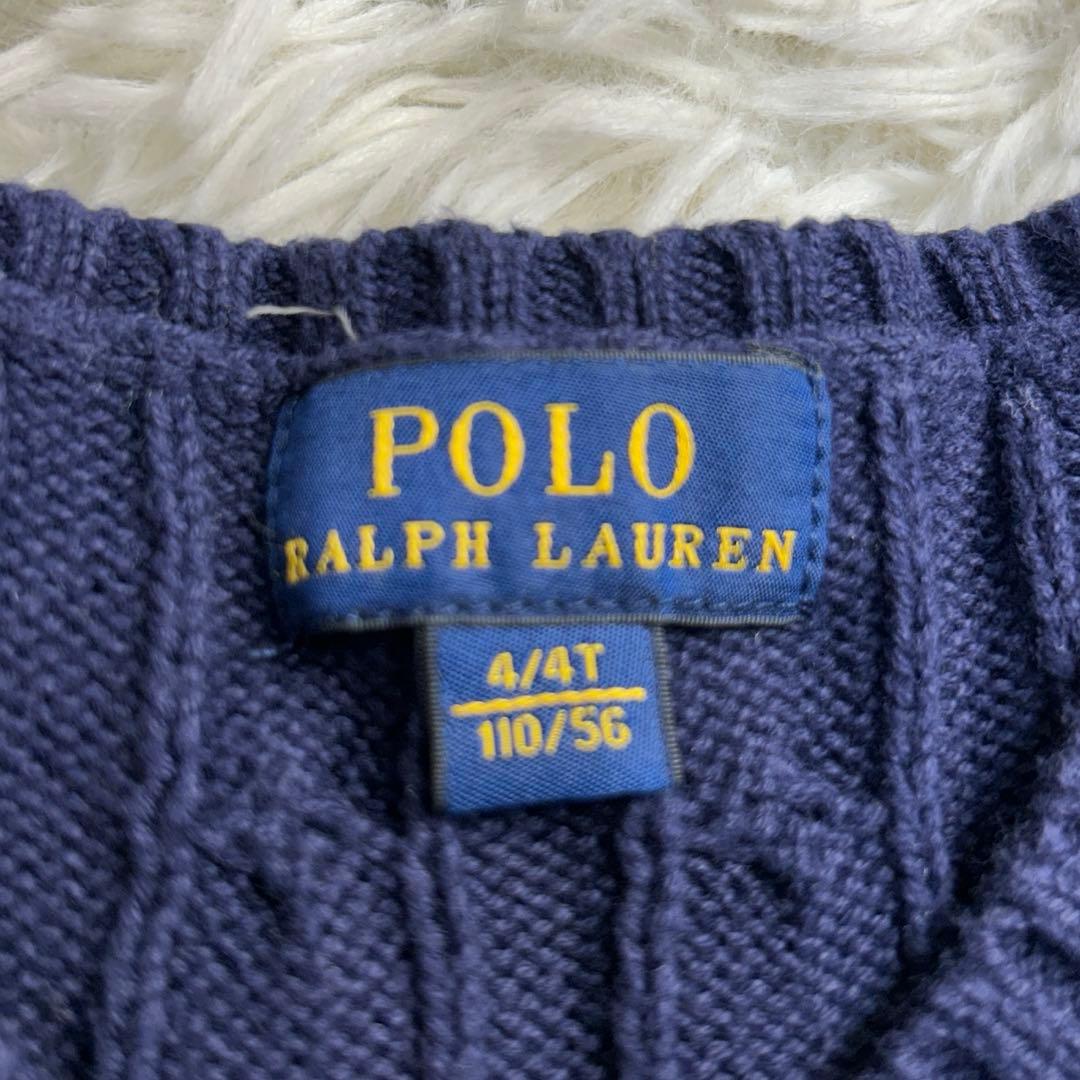 POLO
RALPH LAUREN
4/4T
110/56